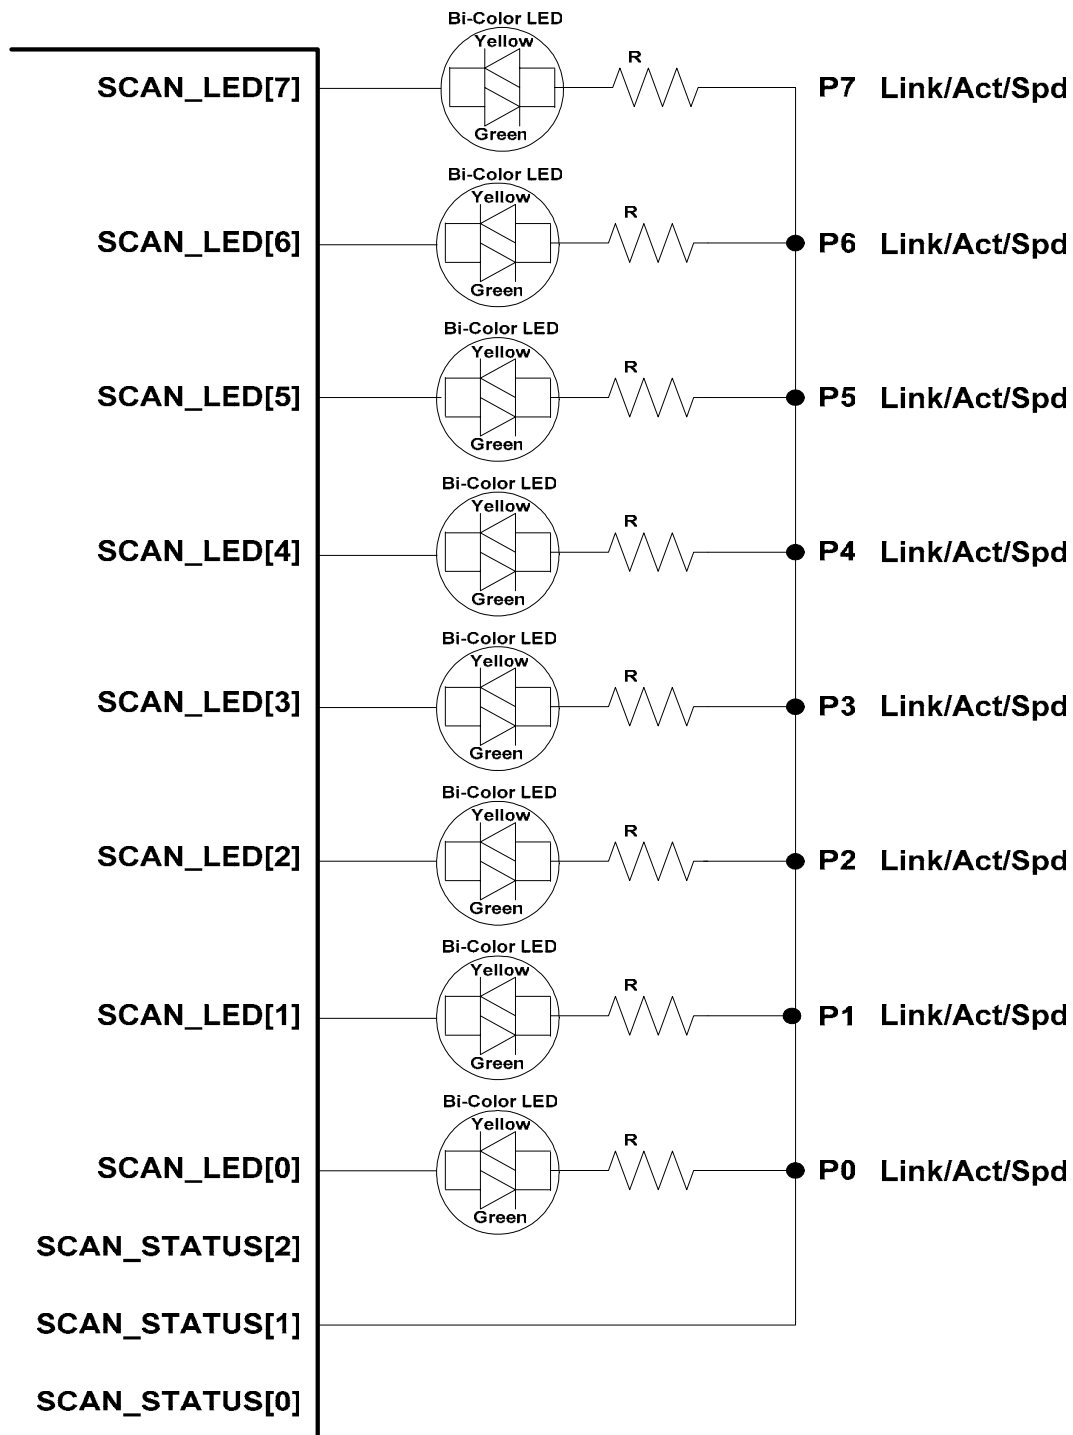 Bi-Color LED
Yellow
R
SCAN_LED[7]
P7 Link/Act/Spd
Green
Bi-Color LED
Yellow
R
SCAN_LED[6]
P6 Link/Act/Spd
Green
Bi-Color LED
Yellow
R
SCAN_LED[5]
P5 Link/Act/Spd
Green
Bi-Color LED
Yellow
R
SCAN_LED[4]
P4 Link/Act/Spd
Green
Bi-Color LED
Yellow
R
SCAN_LED[3]
P3 Link/Act/Spd
Green
Bi-Color LED
Yellow
R
SCAN_LED[2]
P2 Link/Act/Spd
Green
Bi-Color LED
Yellow
R
SCAN_LED[1]
P1 Link/Act/Spd
Green
Bi-Color LED
Yellow
R
SCAN_LED[0]
P0 Link/Act/Spd
Green
SCAN_STATUS[2]
SCAN_STATUS[1]
SCAN_STATUS[0]